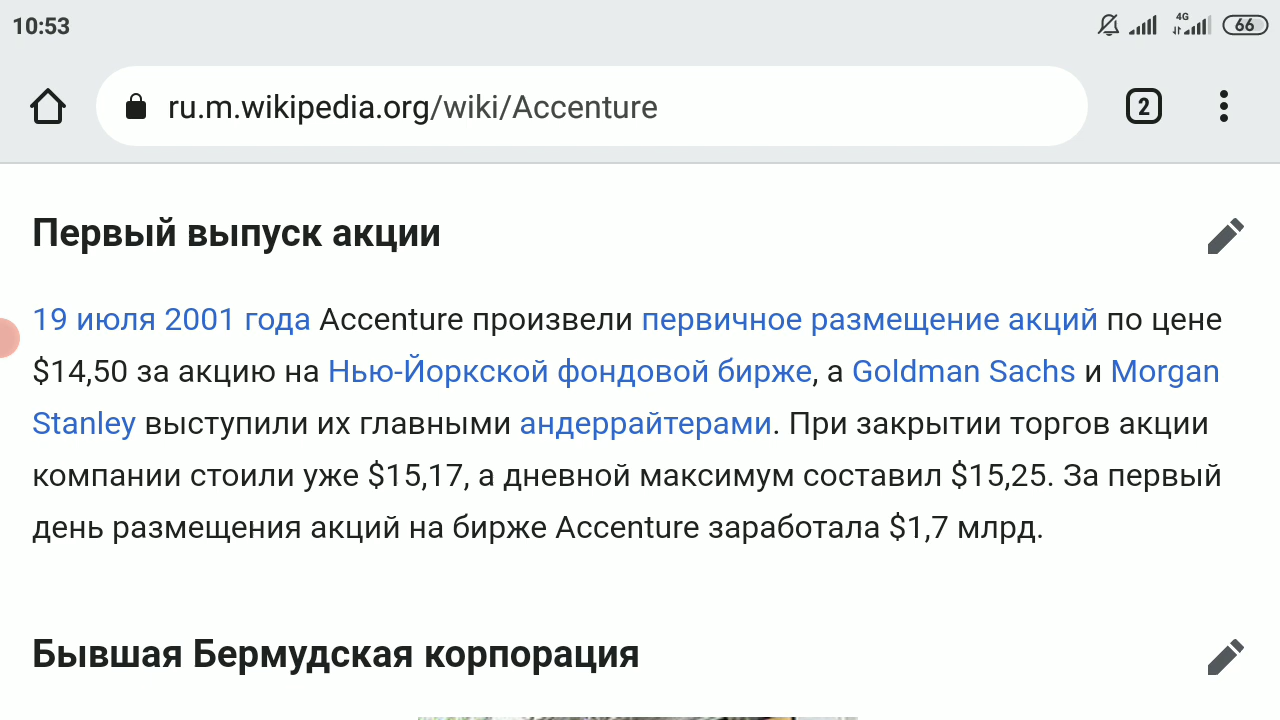 10:53
4G
66
ru.m.wikipedia.org/wiki/Accenture
2
Первый выпуск акции
19 июля 2001 года Accenture произвели первичное размещение акций по цене
$14,50 за акцию на Нью-Йоркской фондовой бирже, а Goldman Sachs и Morgan
Stanley выступили их главными андеррайтерами. При закрытии торгов акции
компании стоили уже $15,17, а дневной максимум составил $15,25. За первый
день размещения акций на бирже Accenture заработала $1,7 млрд.
Бывшая Бермудская корпорация